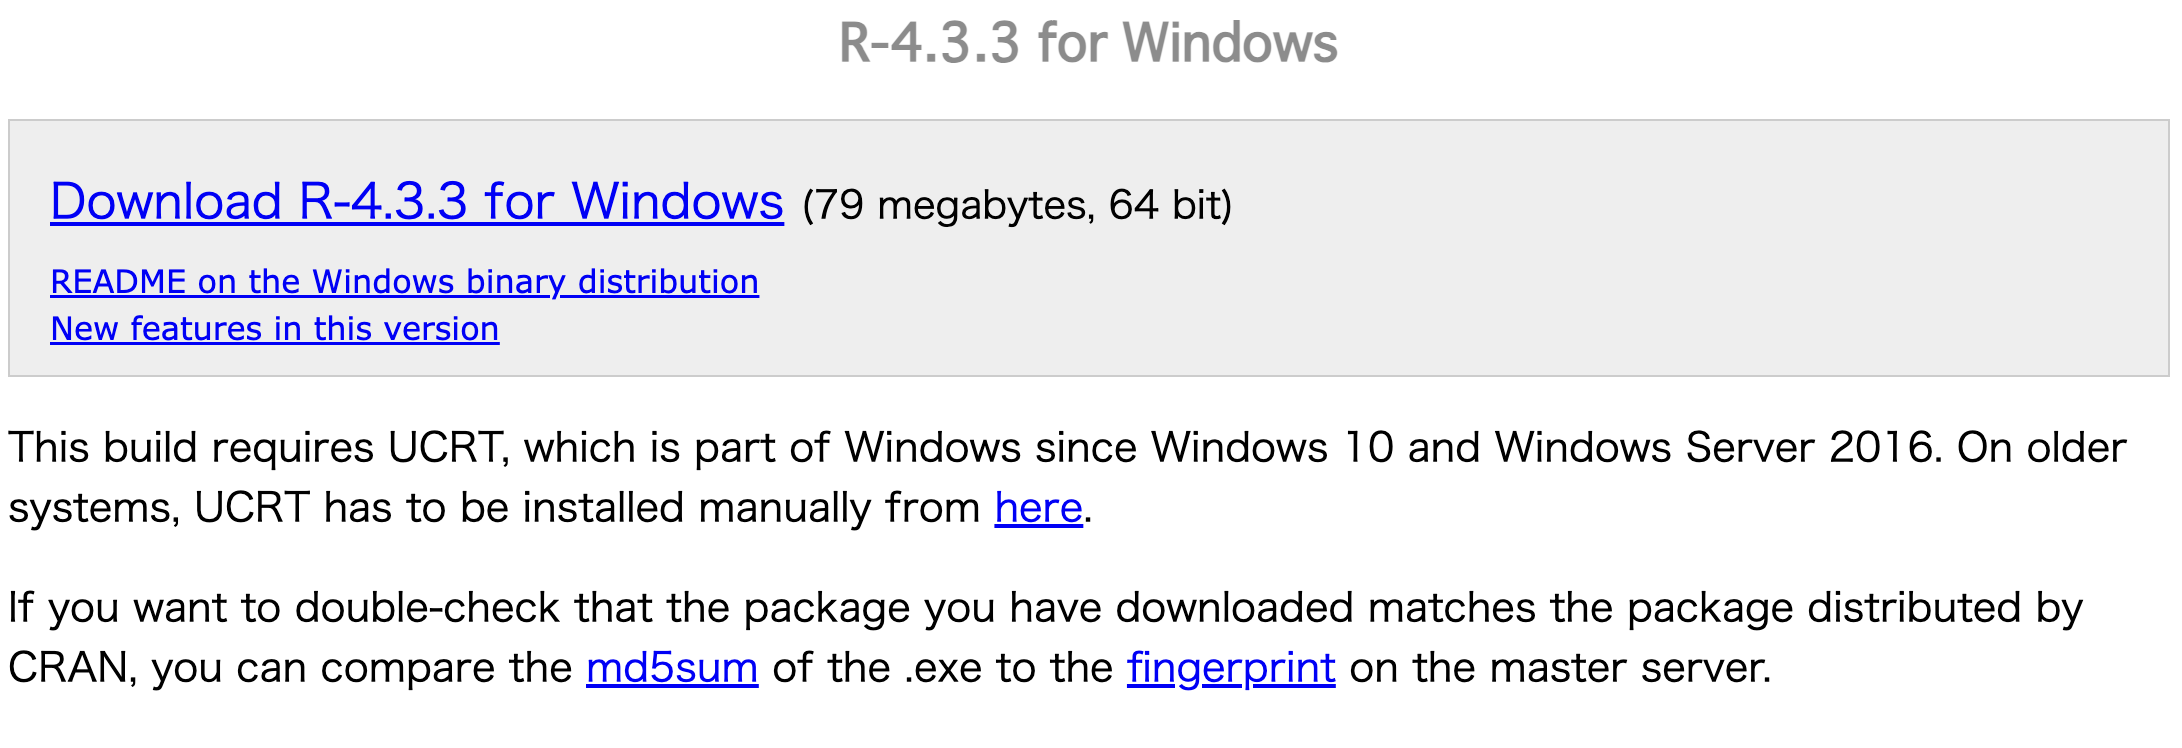 R-4.3.3 for Windows
Download R-4.3.3 for Windows (79 megabytes, 64 bit)
README on the Windows binary distribution
New features in this version
This build requires UCRT, which is part of Windows since Windows 10 and Windows Server 2016. On older
systems, UCRT has to be installed manually from here.
If you want to double-check that the package you have downloaded matches the package distributed by
CRAN, you can compare the md5sum of the .exe to the fingerprint on the master server.